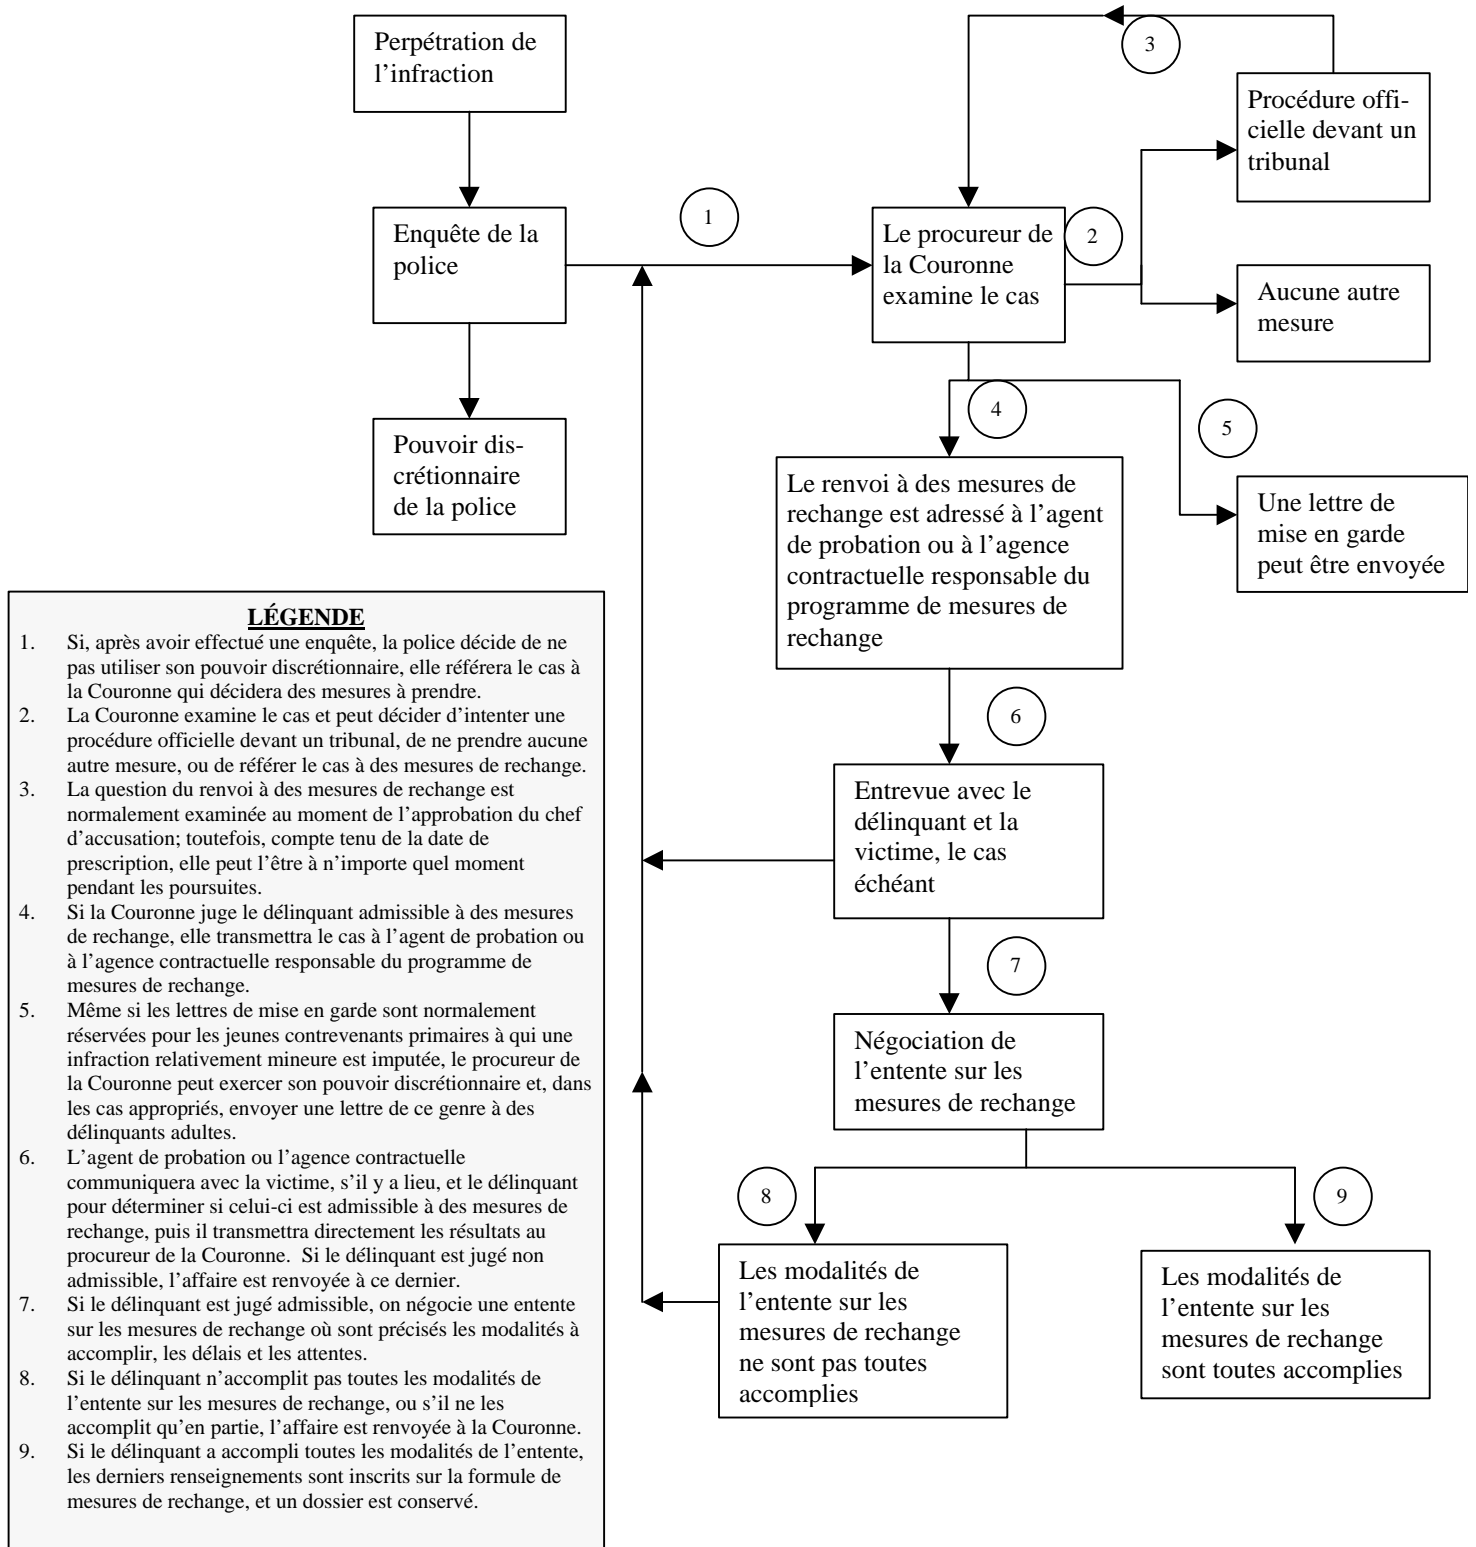 Perpétration de
l’infraction
3
Procédure offi-
cielle devant un
tribunal
Enquête de la
police
1
Le procureur de
la Couronne
examine le cas
2
Aucune autre
mesure
Pouvoir dis-
crétionnaire
de la police
4
5
Le renvoi à des mesures de
rechange est adressé à l’agent
de probation ou à l’agence
contractuelle responsable du
programme de mesures de
rechange
Une lettre de
mise en garde
peut être envoyée
6
Entrevue avec le
délinquant et la
victime, le cas
échéant
7
Négociation de
l’entente sur les
mesures de rechange
8
9
Les modalités de
l’entente sur les
mesures de rechange
ne sont pas toutes
accomplies
Les modalités de
l’entente sur les
mesures de rechange
sont toutes accomplies
LÉGENDE
1. Si, après avoir effectué une enquête, la police décide de ne
pas utiliser son pouvoir discrétionnaire, elle référera le cas à
la Couronne qui décidera des mesures à prendre.
2. La Couronne examine le cas et peut décider d’intenter une
procédure officielle devant un tribunal, de ne prendre aucune
autre mesure, ou de référer le cas à des mesures de rechange.
3. La question du renvoi à des mesures de rechange est
normalement examinée au moment de l’approbation du chef
d’accusation; toutefois, compte tenu de la date de
prescription, elle peut l’être à n’importe quel moment
pendant les poursuites.
4. Si la Couronne juge le délinquant admissible à des mesures
de rechange, elle transmettra le cas à l’agent de probation ou
à l’agence contractuelle responsable du programme de
mesures de rechange.
5. Même si les lettres de mise en garde sont normalement
réservées pour les jeunes contrevenants primaires à qui une
infraction relativement mineure est imputée, le procureur de
la Couronne peut exercer son pouvoir discrétionnaire et, dans
les cas appropriés, envoyer une lettre de ce genre à des
délinquants adultes.
6. L’agent de probation ou l’agence contractuelle
communiquera avec la victime, s’il y a lieu, et le délinquant
pour déterminer si celui-ci est admissible à des mesures de
rechange, puis il transmettra directement les résultats au
procureur de la Couronne. Si le délinquant est jugé non
admissible, l’affaire est renvoyée à ce dernier.
7. Si le délinquant est jugé admissible, on négocie une entente
sur les mesures de rechange où sont précisés les modalités à
accomplir, les délais et les attentes.
8. Si le délinquant n’accomplit pas toutes les modalités de
l’entente sur les mesures de rechange, ou s’il ne les
accomplit qu’en partie, l’affaire est renvoyée à la Couronne.
9. Si le délinquant a accompli toutes les modalités de l’entente,
les derniers renseignements sont inscrits sur la formule de
mesures de rechange, et un dossier est conservé.